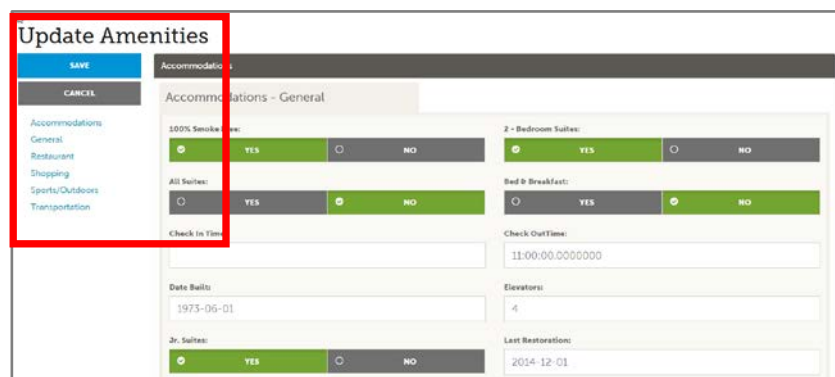 Update Amenities
SAVE
CANCEL
Accommodations
General
Restaurant
Shopping
Sports/Outdoors
Transportation
Accommodations
Accommodations - General
100% Smoke Free:
YES NO
2 - Bedroom Suites:
YES NO
All Suites:
YES NO
Bed & Breakfast:
YES NO
Check In Time
Check OutTime:
11:00:00.0000000
Date Built:
1973-06-01
Elevators:
4
Jr. Suites:
YES NO
Last Restoration:
2014-12-01